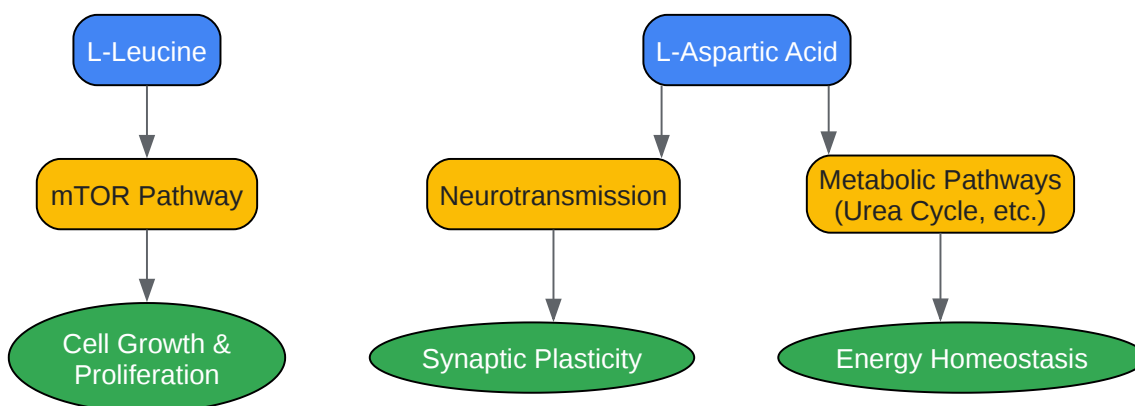 L-Leucine
L-Aspartic Acid
mTOR Pathway
Neurotransmission
Metabolic Pathways
(Urea Cycle, etc.)
Cell Growth &
Proliferation
Synaptic Plasticity
Energy Homeostasis